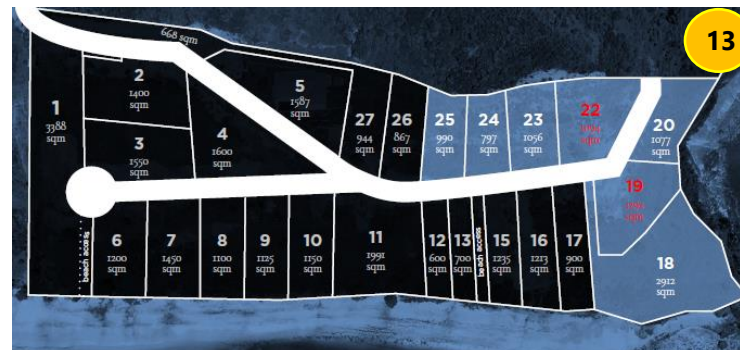 13
668 sqm
1
3388
sqm
2
1400
sqm
3
1550
sqm
4
1600
sqm
5
1587
sqm
27
944
sqm
26
867
sqm
25
990
sqm
24
797
sqm
23
1056
sqm
22
sqm
20
1077
sqm
19
sqm
18
2912
sqm
beach access
6
1200
sqm
7
1450
sqm
8
1100
sqm
9
1125
sqm
10
1150
sqm
11
1991
sqm
12
600
sqm
13
700
sqm
beach access
15
1235
sqm
16
1213
sqm
17
900
sqm